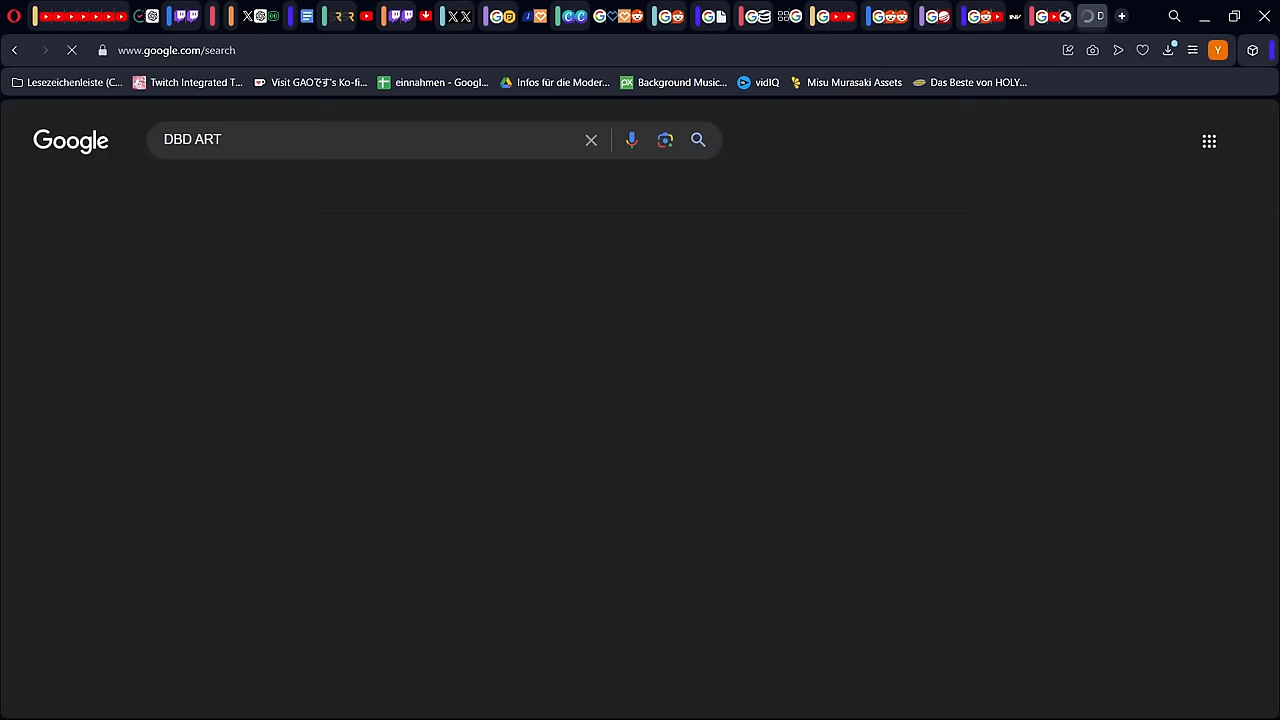 D
www.google.com/search
Y
Lesezeichenleiste (C...
Twitch Integrated T...
Visit GAOです's Ko-fi...
einnahmen - Googl...
Infos für die Moder...
Background Music...
vidIQ
Misu Murasaki Assets
Das Beste von HOLY...
Google
DBD ART